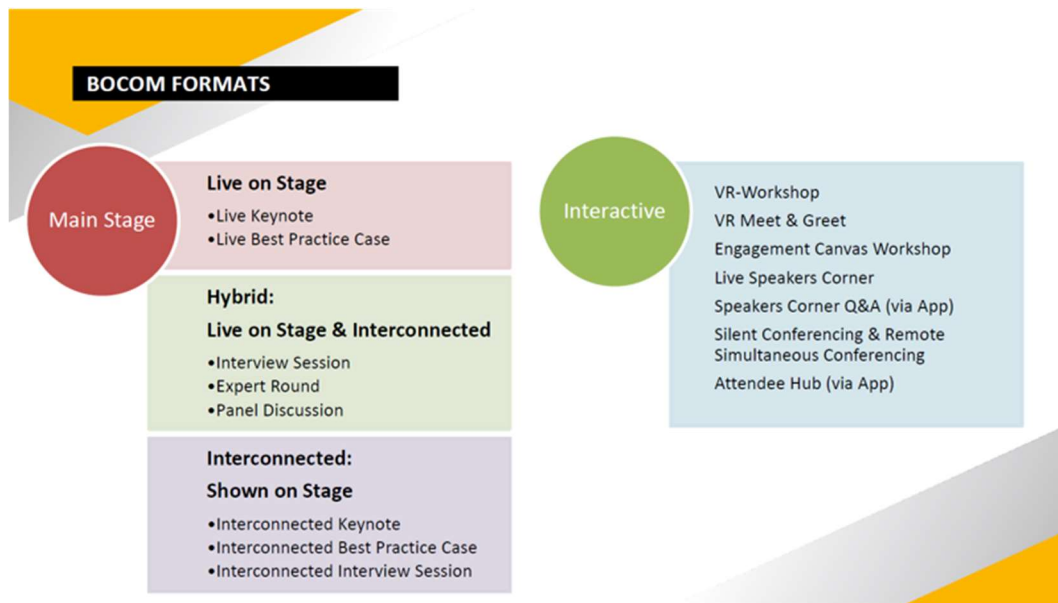 BOCOM FORMATS
Main Stage
Live on Stage
•Live Keynote
•Live Best Practice Case
Hybrid:
Live on Stage & Interconnected
•Interview Session
•Expert Round
•Panel Discussion
Interconnected:
Shown on Stage
•Interconnected Keynote
•Interconnected Best Practice Case
•Interconnected Interview Session
Interactive
VR-Workshop
VR Meet & Greet
Engagement Canvas Workshop
Live Speakers Corner
Speakers Corner Q&A (via App)
Silent Conferencing & Remote
Simultaneous Conferencing
Attendee Hub (via App)